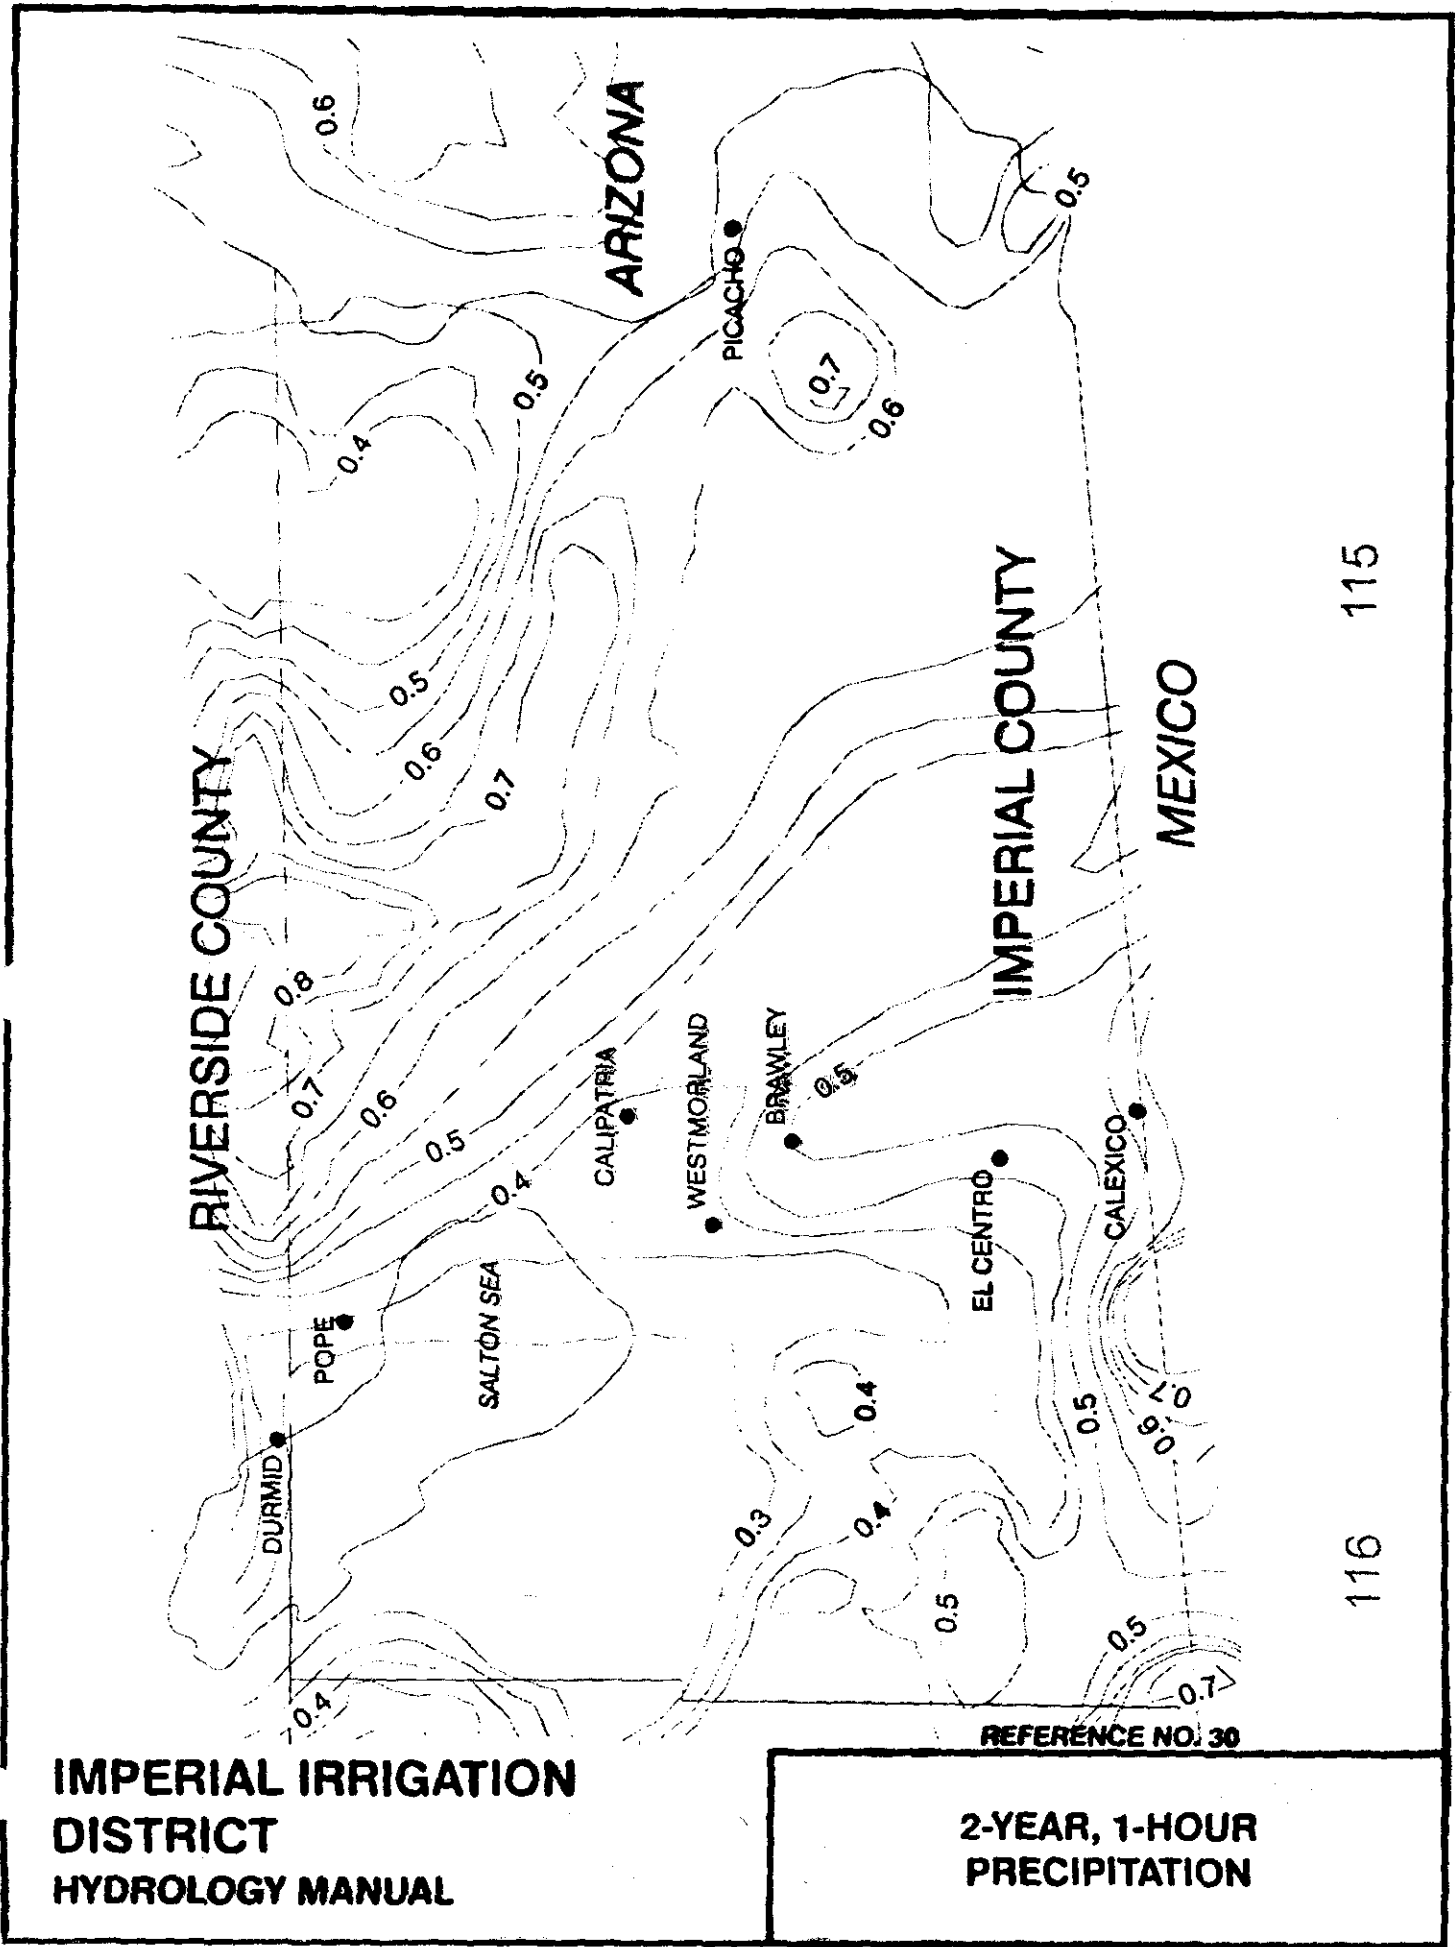 0.6
ARIZONA
0.5
PICACHO
0.5
0.7
0.4
0.6
115
IMPERIAL COUNTY
0.5
MEXICO
0.6
0.7
RIVERSIDE COUNTY
0.8
0.7
0.6
0.5
0.5
0.4
CALIPATRIA
WESTMORLAND
BRAWLEY
CALEXICO
EL CENTRO
SALTON SEA
POPE
0.7
0.4
0.5
0.6
DURMID
0.3
0.4
116
0.5
0.5
0.7
0.4
REFERENCE NO. 30
IMPERIAL IRRIGATION
DISTRICT
HYDROLOGY MANUAL
2-YEAR, 1-HOUR
PRECIPITATION